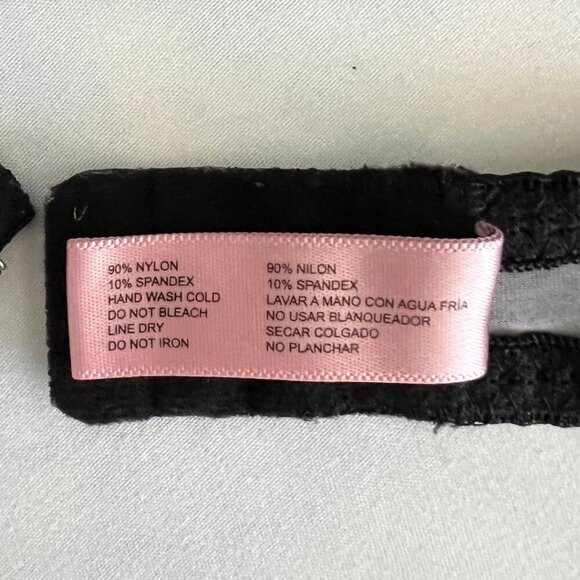 90% NYLON
10% SPANDEX
HAND WASH COLD
DO NOT BLEACH
LINE DRY
DO NOT IRON
90% NILON
10% SPANDEX
LAVAR A MANO CON AGUA FRÍA
NO USAR BLANQUEADOR
SECAR COLGADO
NO PLANCHAR